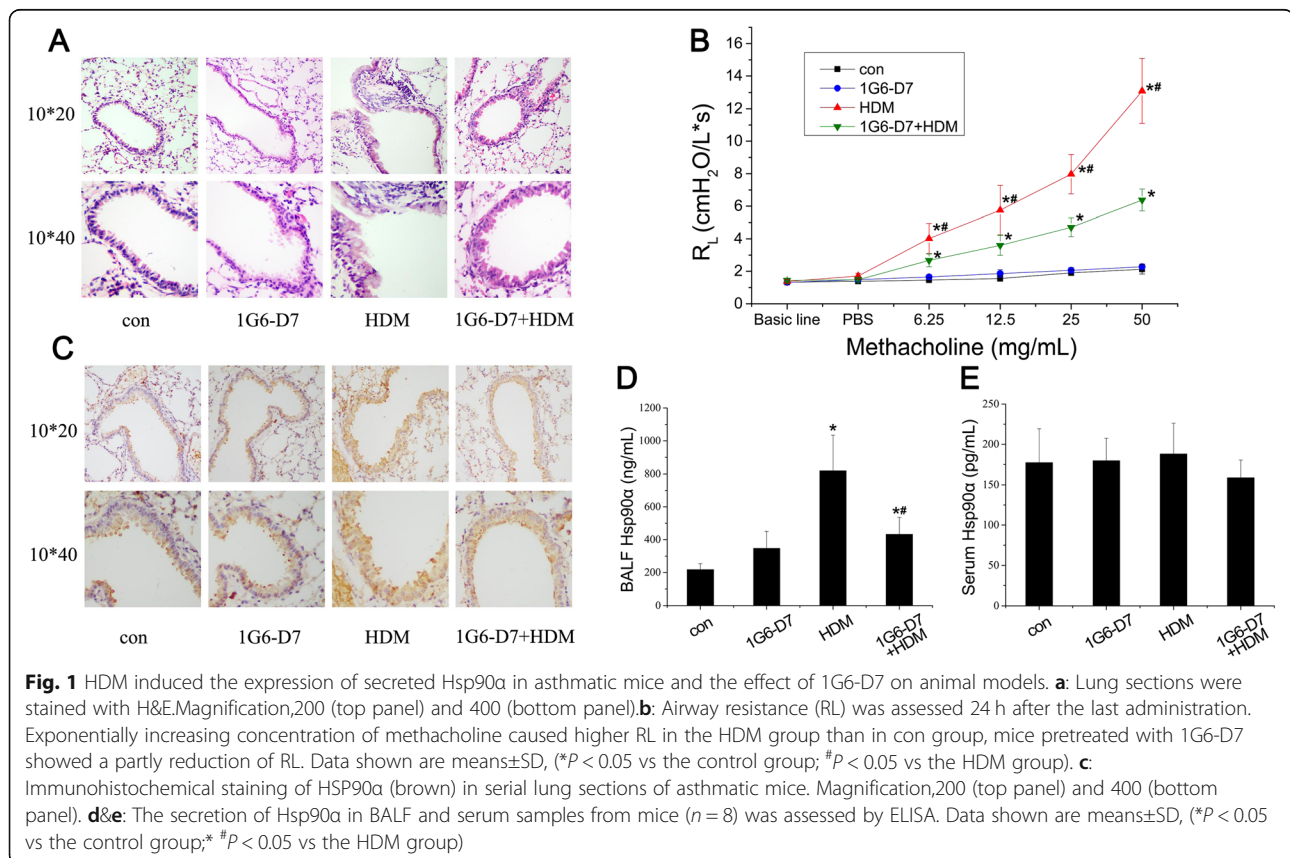 A
10*20
10*40
con 1G6-D7 HDM 1G6-D7+HDM
B
con
1G6-D7
HDM
1G6-D7+HDM
16
14
12
10
8
6
4
2
0
R_L (cmH₂O/L*s)
*#
*#
*#
*#
*
*
*
*
Basic line PBS 6.25 12.5 25 50
Methacholine (mg/mL)
C
10*20
10*40
con 1G6-D7 HDM 1G6-D7+HDM
D
1200
1000
800
600
400
200
0
BALF Hsp90α (ng/mL)
*
*#
con 1G6-D7 HDM 1G6-D7
+HDM
E
250
200
150
100
50
0
Serum Hsp90α (pg/mL)
con 1G6-D7 HDM 1G6-D7
+HDM
Fig. 1 HDM induced the expression of secreted Hsp90α in asthmatic mice and the effect of 1G6-D7 on animal models. a: Lung sections were
stained with H&E.Magnification,200 (top panel) and 400 (bottom panel).b: Airway resistance (RL) was assessed 24 h after the last administration.
Exponentially increasing concentration of methacholine caused higher RL in the HDM group than in con group, mice pretreated with 1G6-D7
showed a partly reduction of RL. Data shown are means±SD, (*P < 0.05 vs the control group; #P < 0.05 vs the HDM group). c:
Immunohistochemical staining of HSP90α (brown) in serial lung sections of asthmatic mice. Magnification,200 (top panel) and 400 (bottom
panel). d&e: The secretion of Hsp90α in BALF and serum samples from mice (n = 8) was assessed by ELISA. Data shown are means±SD, (*P < 0.05
vs the control group;* #P < 0.05 vs the HDM group)